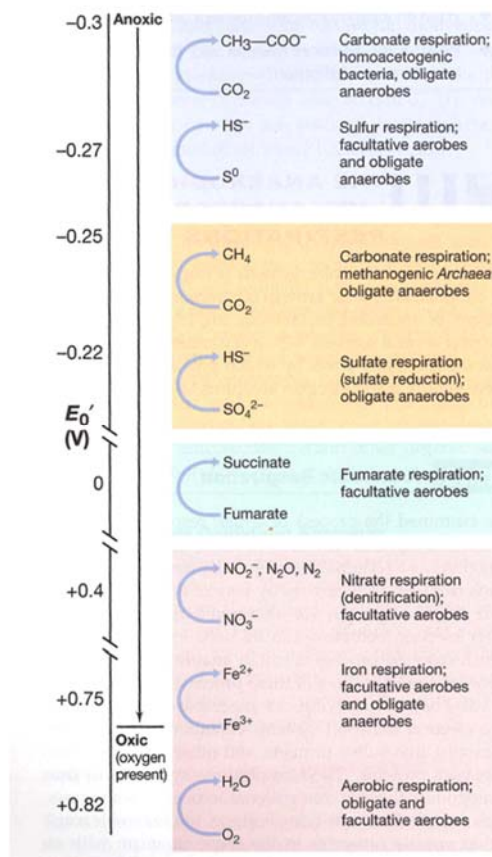 –0.3
Anoxic
CH₃—COO⁻
CO₂
Carbonate respiration;
homoacetogenic
bacteria, obligate
anaerobes
–0.27
HS⁻
S⁰
Sulfur respiration;
facultative aerobes
and obligate
anaerobes
–0.25
CH₄
CO₂
Carbonate respiration;
methanogenic Archaea
obligate anaerobes
–0.22
HS⁻
SO₄²⁻
Sulfate respiration
(sulfate reduction);
obligate anaerobes
E₀′
(V)
0
Succinate
Fumarate
Fumarate respiration;
facultative aerobes
+0.4
NO₂⁻, N₂O, N₂
NO₃⁻
Nitrate respiration
(denitrification);
facultative aerobes
+0.75
Fe²⁺
Fe³⁺
Iron respiration;
facultative aerobes
and obligate
anaerobes
Oxic
(oxygen
present)
+0.82
H₂O
O₂
Aerobic respiration;
obligate and
facultative aerobes